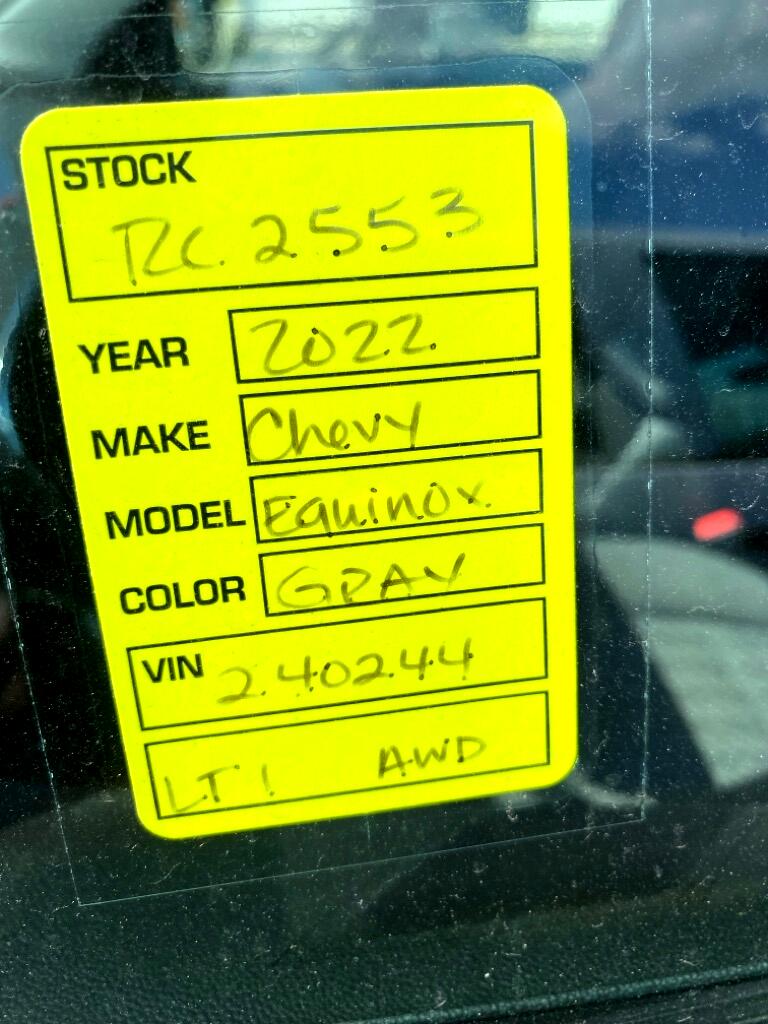 STOCK
RC. 2553
YEAR 2022
MAKE Chevy
MODEL Equinox
COLOR GRAY
VIN 240244
LT1 AWD